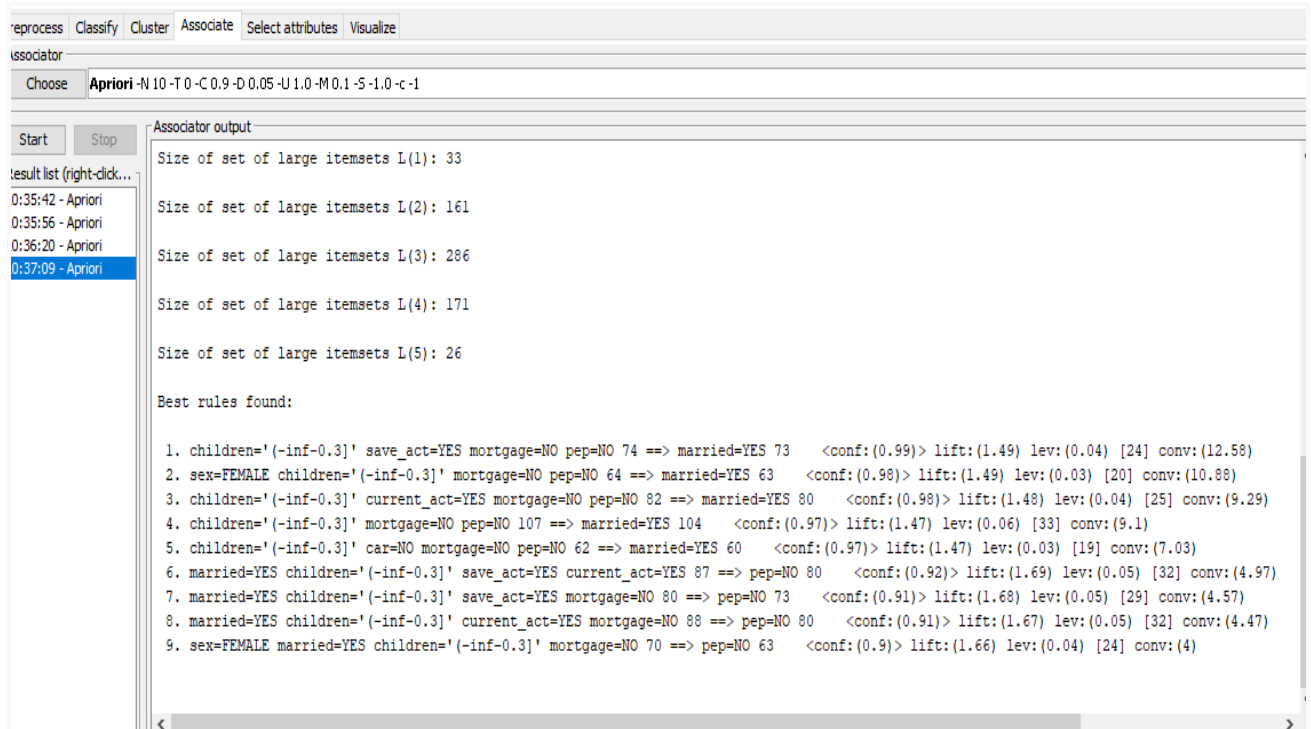 reprocess Classify Cluster Associate Select attributes Visualize
Associator
Choose Apriori -N 10 -T 0 -C 0.9 -D 0.05 -U 1.0 -M 0.1 -S -1.0 -c -1
Start Stop
Associator output
Result list (right-click...
0:35:42 - Apriori
0:35:56 - Apriori
0:36:20 - Apriori
0:37:09 - Apriori
Size of set of large itemsets L(1): 33
Size of set of large itemsets L(2): 161
Size of set of large itemsets L(3): 286
Size of set of large itemsets L(4): 171
Size of set of large itemsets L(5): 26
Best rules found:
1. children='(-inf-0.3]' save_act=YES mortgage=NO pep=NO 74 ==> married=YES 73 <conf:(0.99)> lift:(1.49) lev:(0.04) [24] conv:(12.58)
2. sex=FEMALE children='(-inf-0.3]' mortgage=NO pep=NO 64 ==> married=YES 63 <conf:(0.98)> lift:(1.49) lev:(0.03) [20] conv:(10.88)
3. children='(-inf-0.3]' current_act=YES mortgage=NO pep=NO 82 ==> married=YES 80 <conf:(0.98)> lift:(1.48) lev:(0.04) [25] conv:(9.29)
4. children='(-inf-0.3]' mortgage=NO pep=NO 107 ==> married=YES 104 <conf:(0.97)> lift:(1.47) lev:(0.06) [33] conv:(9.1)
5. children='(-inf-0.3]' car=NO mortgage=NO pep=NO 62 ==> married=YES 60 <conf:(0.97)> lift:(1.47) lev:(0.03) [19] conv:(7.03)
6. married=YES children='(-inf-0.3]' save_act=YES current_act=YES 87 ==> pep=NO 80 <conf:(0.92)> lift:(1.69) lev:(0.05) [32] conv:(4.97)
7. married=YES children='(-inf-0.3]' save_act=YES mortgage=NO 80 ==> pep=NO 73 <conf:(0.91)> lift:(1.68) lev:(0.05) [29] conv:(4.57)
8. married=YES children='(-inf-0.3]' current_act=YES mortgage=NO 88 ==> pep=NO 80 <conf:(0.91)> lift:(1.67) lev:(0.05) [32] conv:(4.47)
9. sex=FEMALE married=YES children='(-inf-0.3]' mortgage=NO 70 ==> pep=NO 63 <conf:(0.9)> lift:(1.66) lev:(0.04) [24] conv:(4)